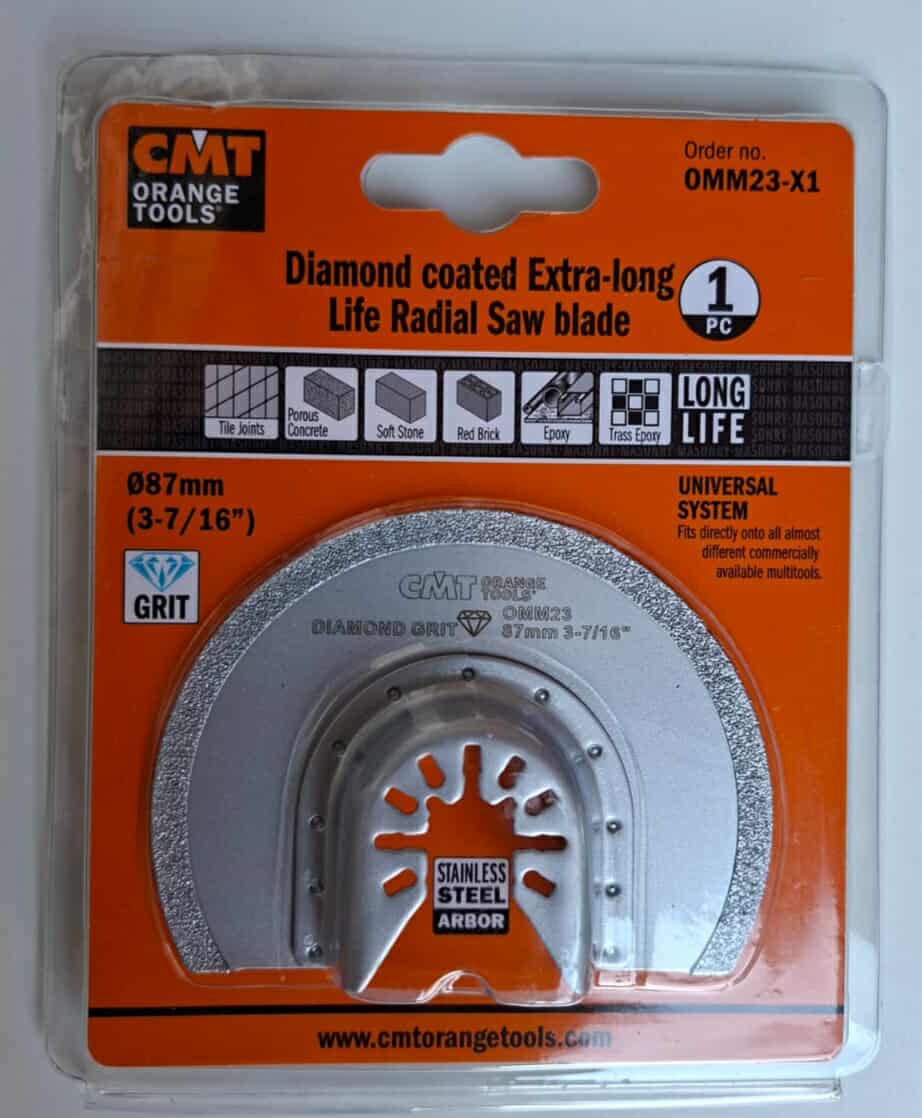 CMT
ORANGE
TOOLS®
Order no.
OMM23-X1
Diamond coated Extra-long
Life Radial Saw blade
1
PC
Tile Joints
Porous
Concrete
Soft Stone
Red Brick
Epoxy
Trass Epoxy
LONG
LIFE
MASONRY
Ø87mm
(3-7/16”)
GRIT
UNIVERSAL
SYSTEM
Fits directly onto all almost
different commercially
available multitools.
CMT ORANGE TOOLS®
OMM23
DIAMOND GRIT 87mm 3-7/16"
STAINLESS
STEEL
ARBOR
www.cmtorangetools.com